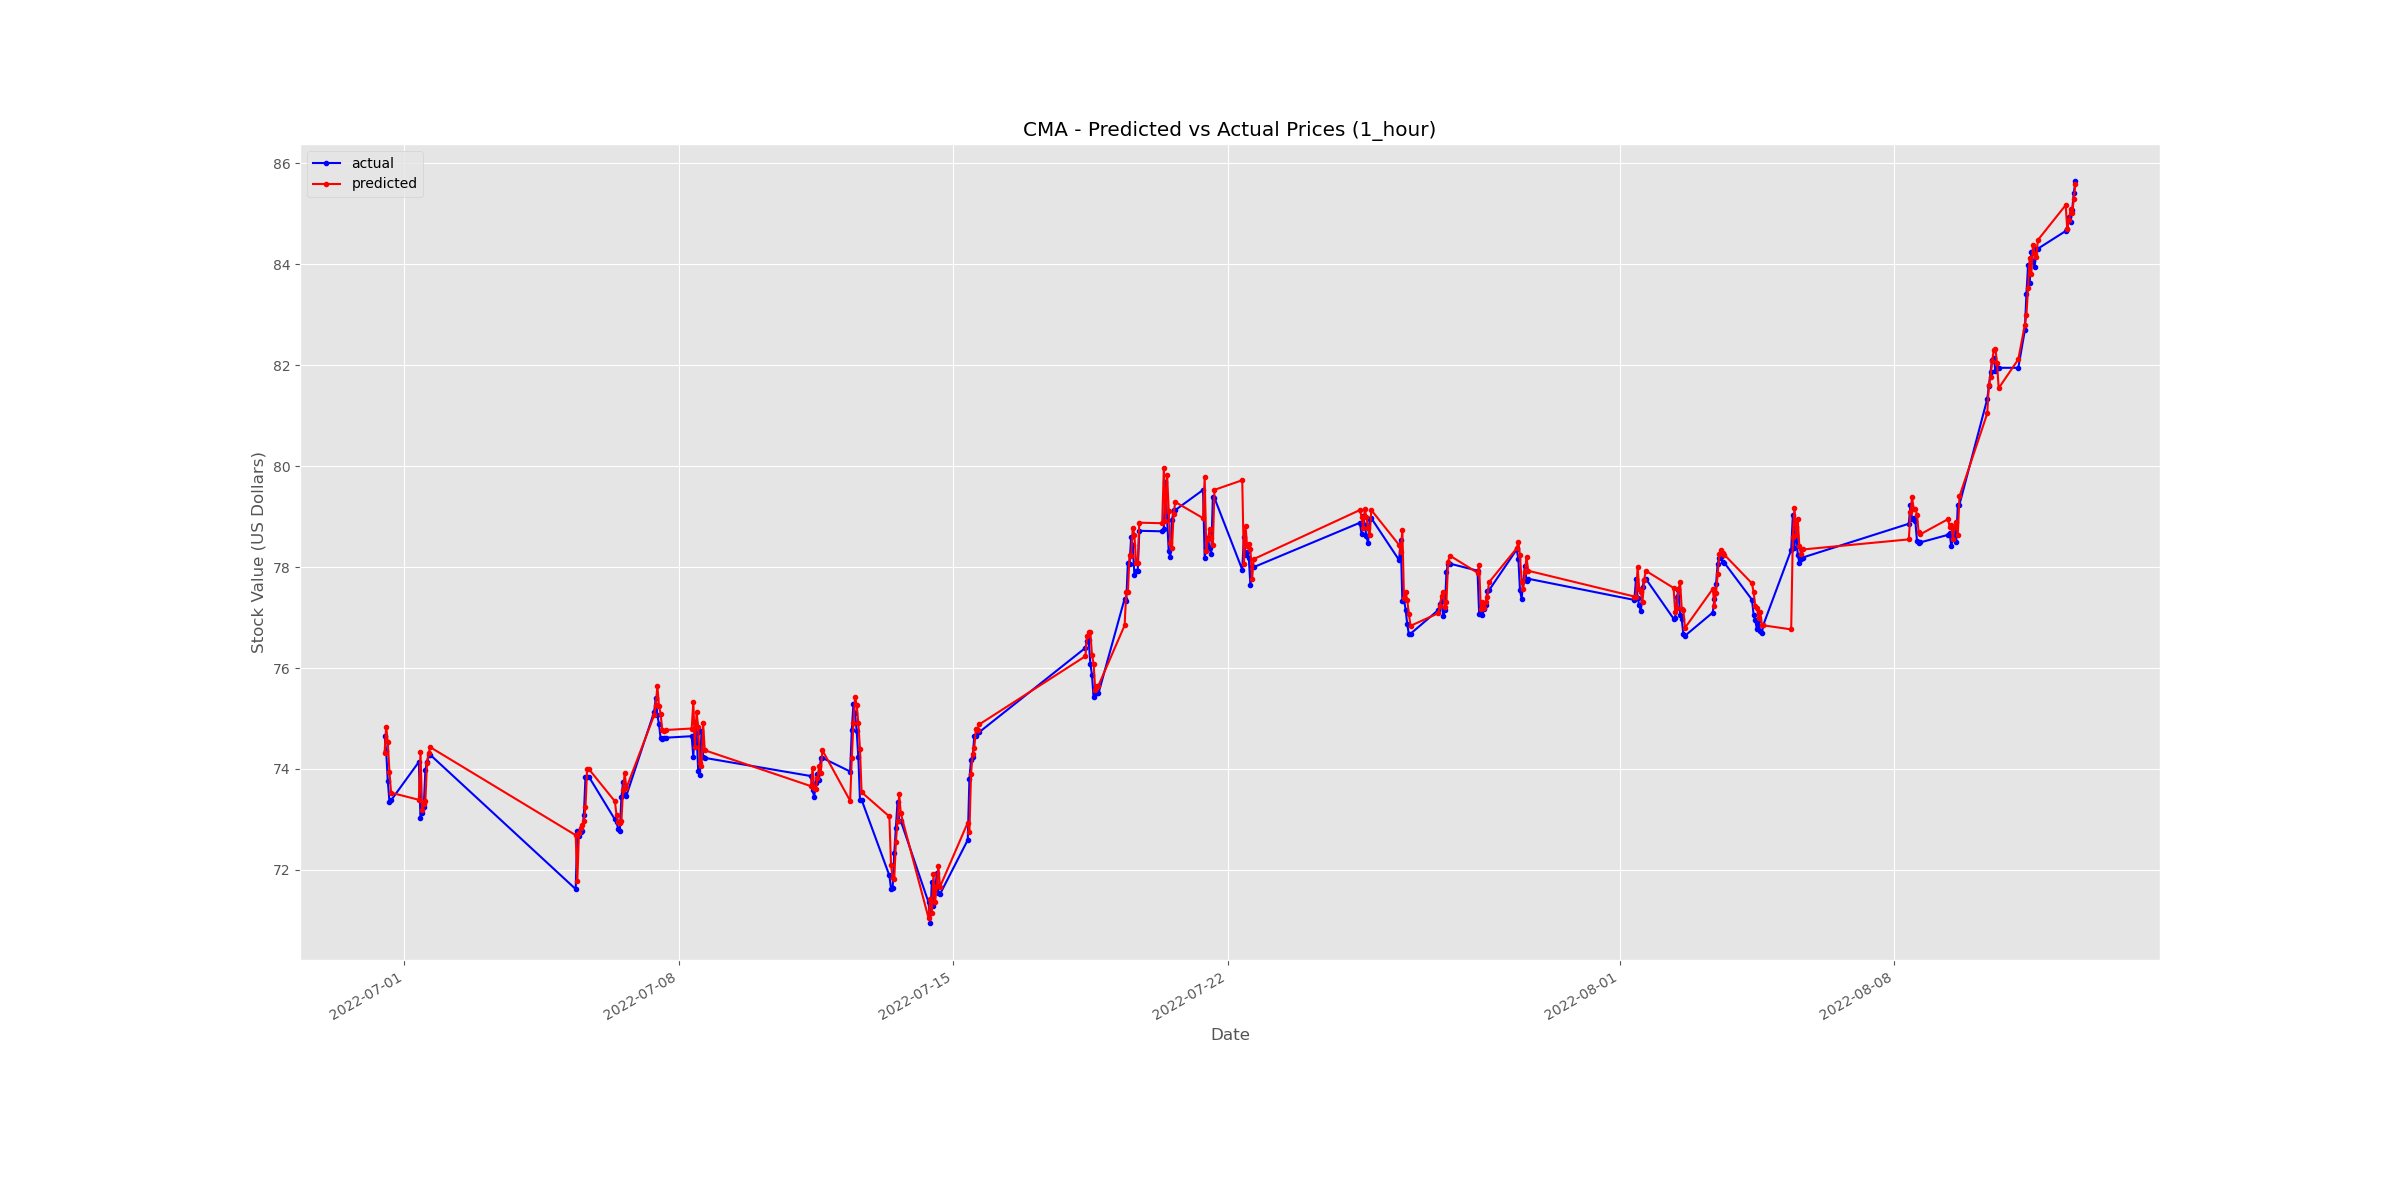 CMA - Predicted vs Actual Prices (1_hour)
actual
predicted
86
84
82
80
78
76
74
72
Stock Value (US Dollars)
2022-07-01
2022-07-08
2022-07-15
2022-07-22
2022-08-01
2022-08-08
Date